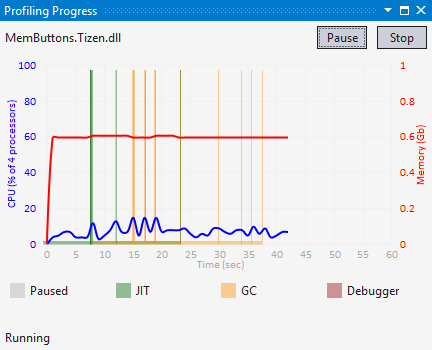 Profiling Progress
MemButtons.Tizen.dll
Pause
Stop
CPU (% of 4 processors)
100
80
60
40
20
0
1
0.8
0.6
0.4
0.2
0
Memory (Gb)
0 5 10 15 20 25 30 35 40 45 50 55 60
Time (sec)
Paused JIT GC Debugger
Running